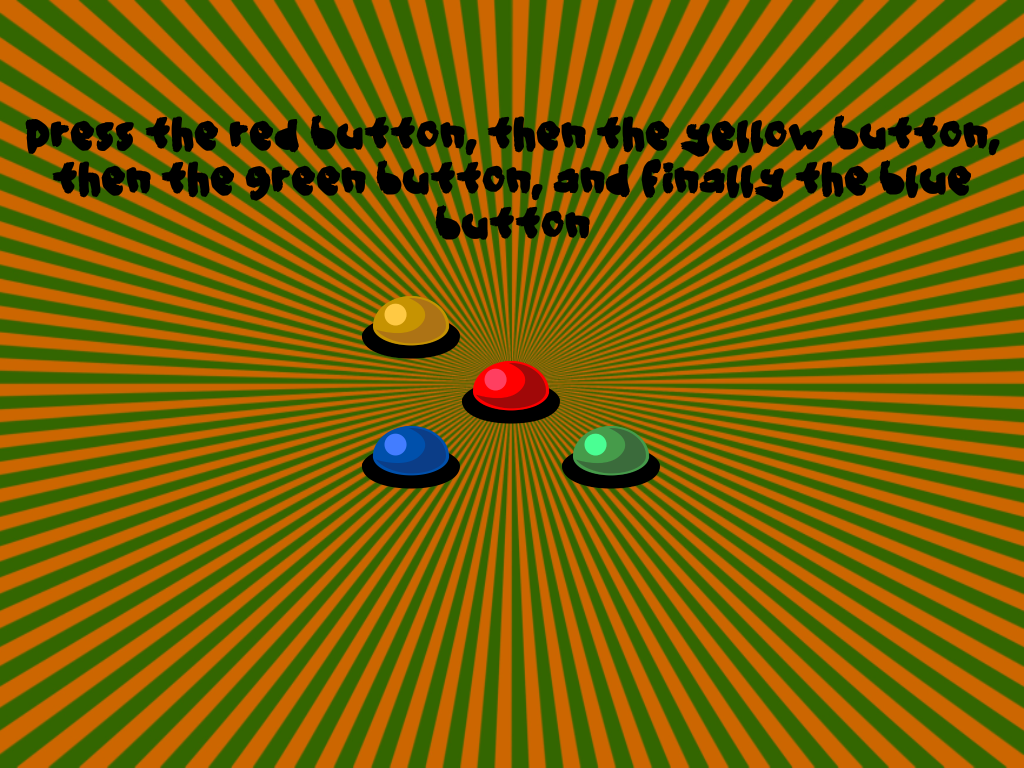 press the red button, then the yellow button,
then the green button, and finally the blue
button